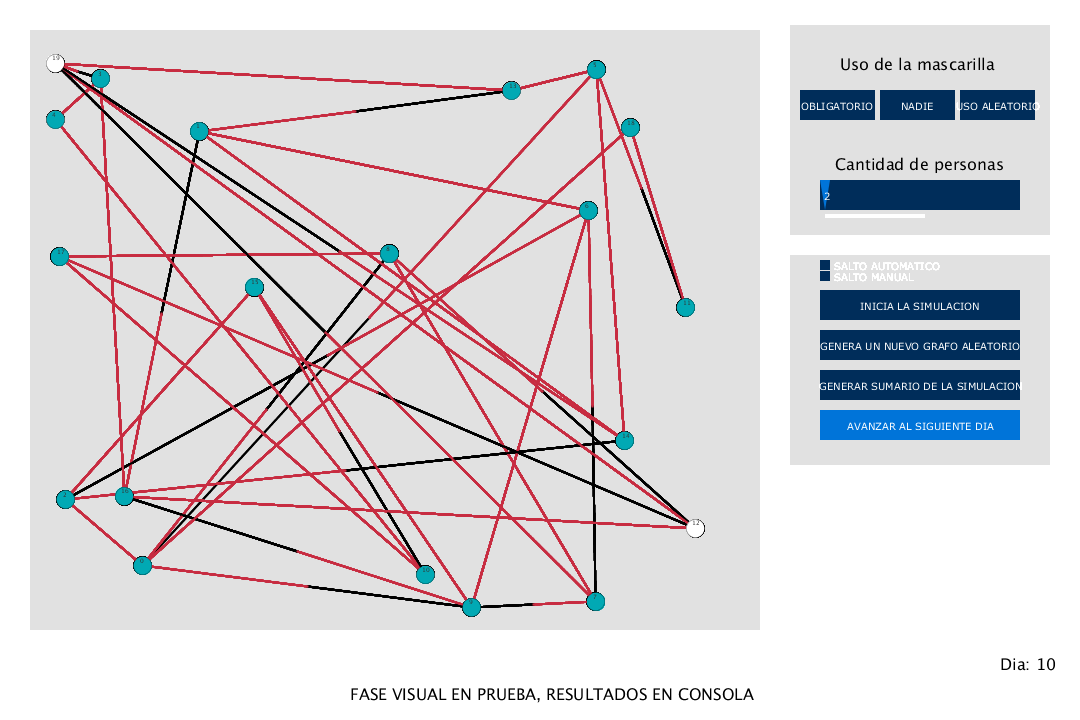 Uso de la mascarilla
OBLIGATORIO NADIE USO ALEATORIO
Cantidad de personas
2
SALTO AUTOMATICO
SALTO MANUAL
INICIA LA SIMULACION
GENERA UN NUEVO GRAFO ALEATORIO
GENERAR SUMARIO DE LA SIMULACION
AVANZAR AL SIGUIENTE DIA
19
12
Dia: 10
FASE VISUAL EN PRUEBA, RESULTADOS EN CONSOLA